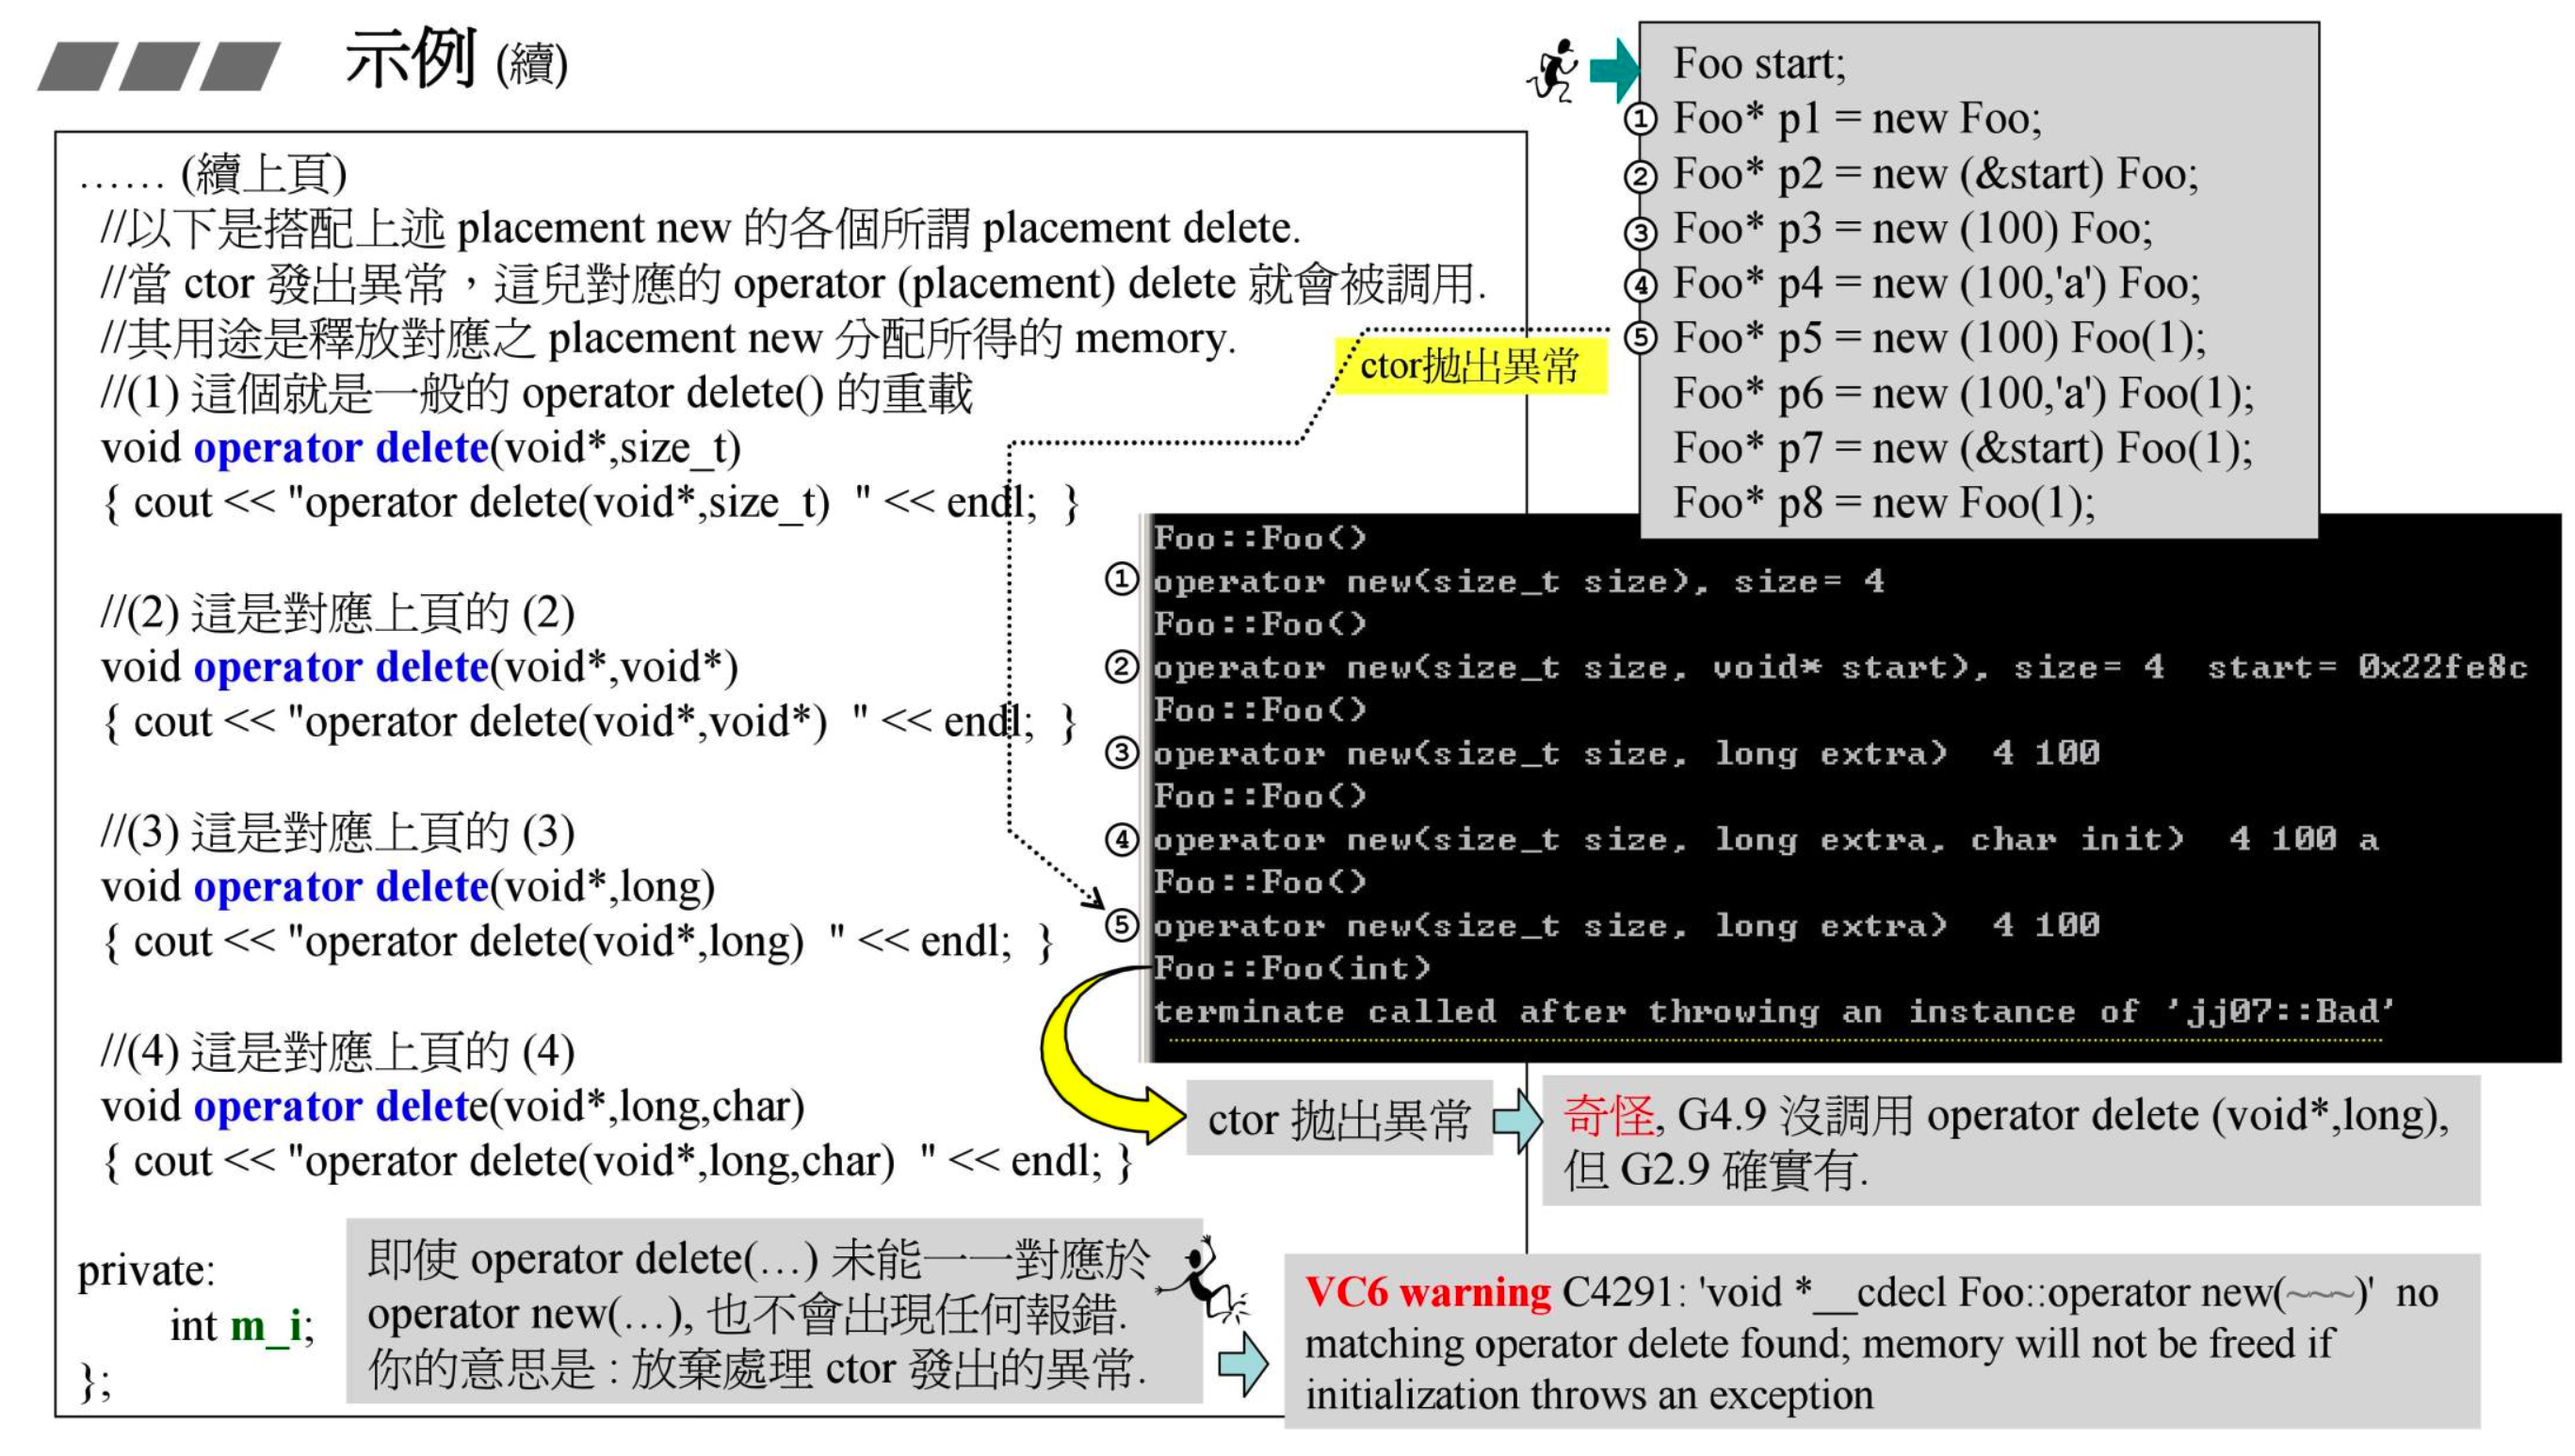 示例 (續)
…… (續上頁)
//以下是搭配上述 placement new 的各個所謂 placement delete.
//當 ctor 發出異常，這兒對應的 operator (placement) delete 就會被調用.
//其用途是釋放對應之 placement new 分配所得的 memory.
//(1) 這個就是一般的 operator delete() 的重載
void operator delete(void*,size_t)
{ cout << "operator delete(void*,size_t)  " << endl;  }
//(2) 這是對應上頁的 (2)
void operator delete(void*,void*)
{ cout << "operator delete(void*,void*)  " << endl;  }
//(3) 這是對應上頁的 (3)
void operator delete(void*,long)
{ cout << "operator delete(void*,long)  " << endl;  }
//(4) 這是對應上頁的 (4)
void operator delete(void*,long,char)
{ cout << "operator delete(void*,long,char)  " << endl; }
private:
int m_i;
};
即使 operator delete(…) 未能一一對應於
operator new(…), 也不會出現任何報錯.
你的意思是 : 放棄處理 ctor 發出的異常.
Foo start;
① Foo* p1 = new Foo;
② Foo* p2 = new (&start) Foo;
③ Foo* p3 = new (100) Foo;
④ Foo* p4 = new (100,'a') Foo;
⑤ Foo* p5 = new (100) Foo(1);
Foo* p6 = new (100,'a') Foo(1);
Foo* p7 = new (&start) Foo(1);
Foo* p8 = new Foo(1);
ctor拋出異常
Foo::Foo()
① operator new(size_t size), size= 4
Foo::Foo()
② operator new(size_t size, void* start), size= 4  start= 0x22fe8c
Foo::Foo()
③ operator new(size_t size, long extra)  4 100
Foo::Foo()
④ operator new(size_t size, long extra, char init)  4 100 a
Foo::Foo()
⑤ operator new(size_t size, long extra)  4 100
Foo::Foo(int)
terminate called after throwing an instance of 'jj07::Bad'
ctor 拋出異常
奇怪, G4.9 沒調用 operator delete (void*,long),
但 G2.9 確實有.
VC6 warning C4291: 'void *__cdecl Foo::operator new(~~~)'  no
matching operator delete found; memory will not be freed if
initialization throws an exception